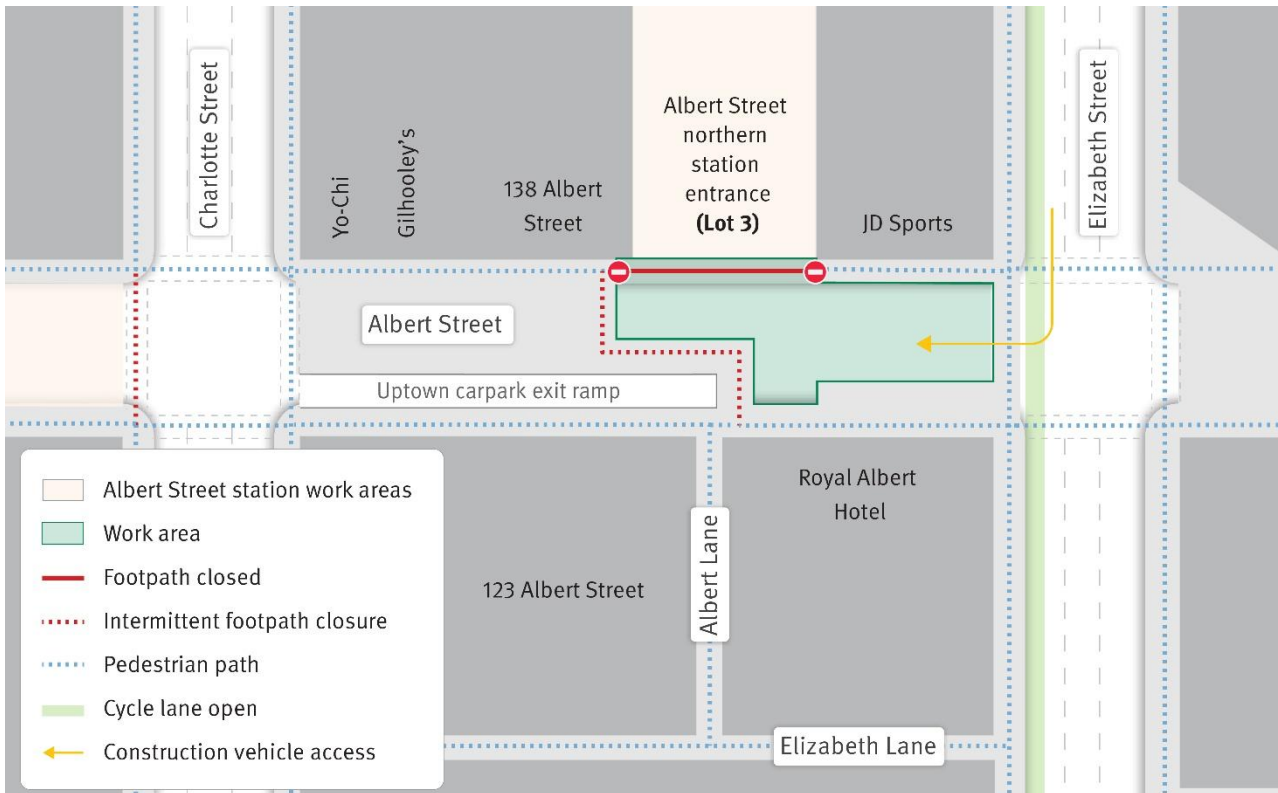 Charlotte Street
Yo-Chi
Gilhooley's
138 Albert
Street
Albert Street
northern
station
entrance
(Lot 3)
JD Sports
Elizabeth Street
Albert Street
Uptown carpark exit ramp
Albert Street station work areas
Work area
Footpath closed
Intermittent footpath closure
Pedestrian path
Cycle lane open
Construction vehicle access
123 Albert Street
Albert Lane
Royal Albert
Hotel
Elizabeth Lane